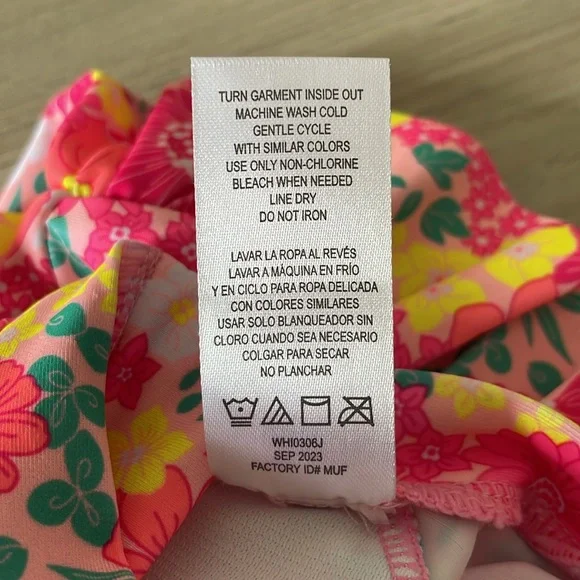 TURN GARMENT INSIDE OUT
MACHINE WASH COLD
GENTLE CYCLE
WITH SIMILAR COLORS
USE ONLY NON-CHLORINE
BLEACH WHEN NEEDED
LINE DRY
DO NOT IRON
LAVAR LA ROPA AL REVÉS
LAVAR A MÁQUINA EN FRÍO
Y EN CICLO PARA ROPA DELICADA
CON COLORES SIMILARES
USAR SOLO BLANQUEADOR SIN
CLORO CUANDO SEA NECESARIO
COLGAR PARA SECAR
NO PLANCHAR
WHI0306J
SEP 2023
FACTORY ID# MUF